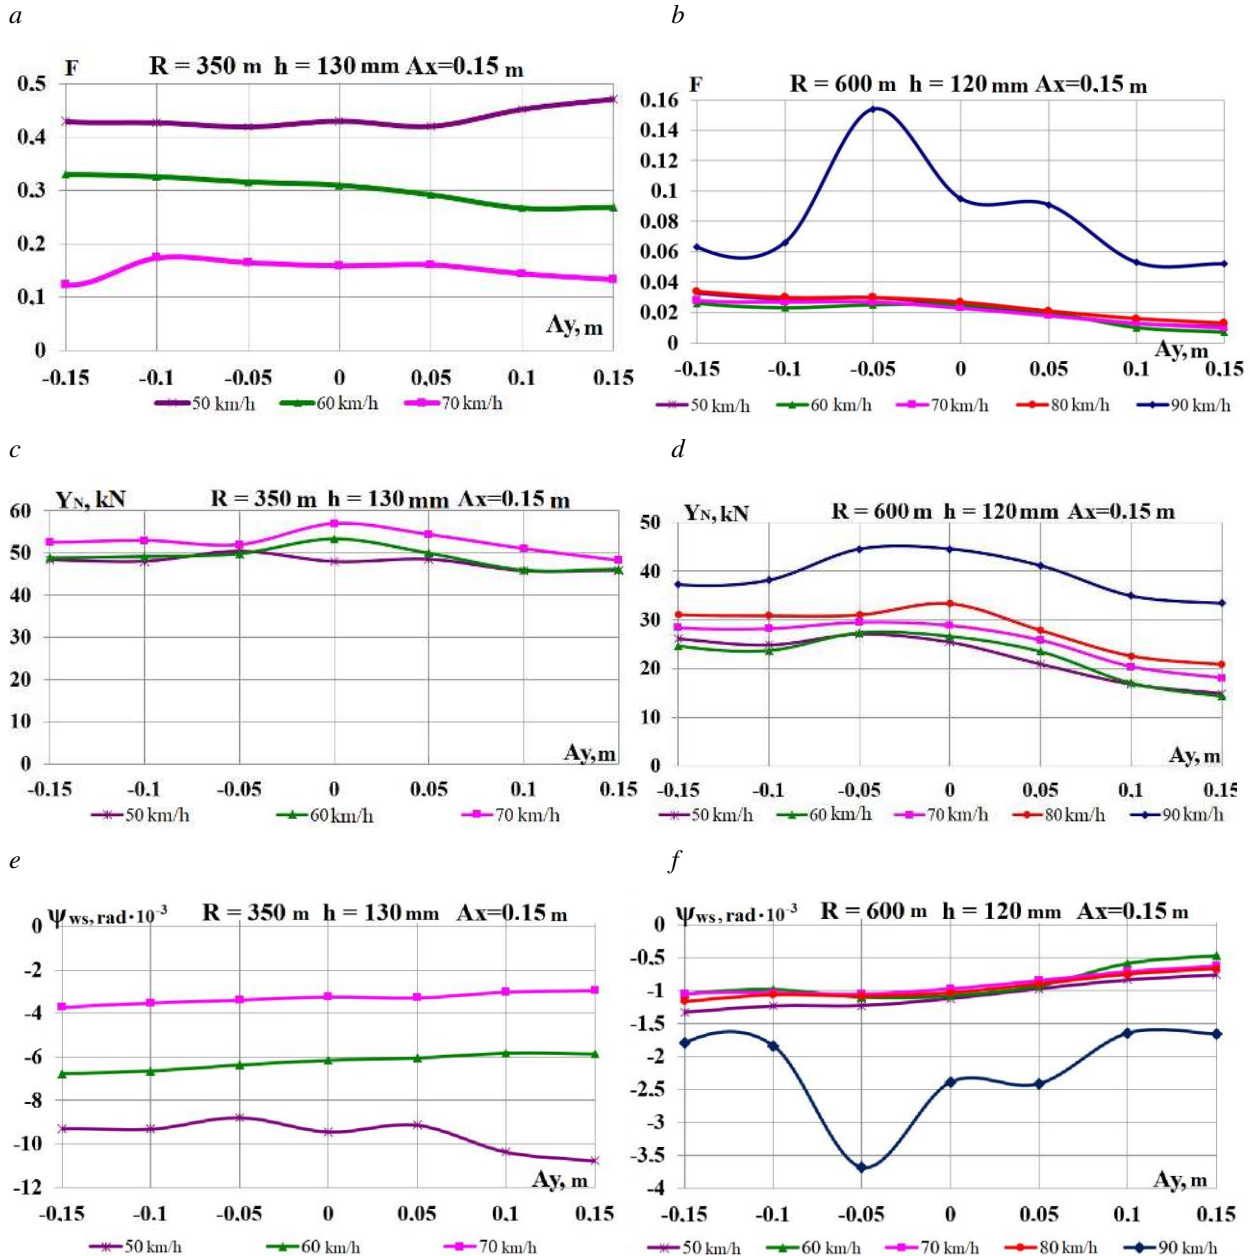 a
F R = 350 m h = 130 mm Ax=0.15 m
0.5
0.4
0.3
0.2
0.1
0
Ay, m
-0.15 -0.1 -0.05 0 0.05 0.1 0.15
50 km/h 60 km/h 70 km/h
b
F R = 600 m h = 120 mm Ax=0.15 m
0.16
0.14
0.12
0.1
0.08
0.06
0.04
0.02
0
Ay, m
-0.15 -0.1 -0.05 0 0.05 0.1 0.15
50 km/h 60 km/h 70 km/h 80 km/h 90 km/h
c
YN, kN R = 350 m h = 130 mm Ax=0.15 m
60
50
40
30
20
10
0
Ay, m
-0.15 -0.1 -0.05 0 0.05 0.1 0.15
50 km/h 60 km/h 70 km/h
d
YN, kN R = 600 m h = 120 mm Ax=0.15 m
50
40
30
20
10
0
Ay, m
-0.15 -0.1 -0.05 0 0.05 0.1 0.15
50 km/h 60 km/h 70 km/h 80 km/h 90 km/h
e
Ψws, rad·10⁻³ R = 350 m h = 130 mm Ax=0.15 m
0
-2
-4
-6
-8
-10
-12
Ay, m
-0.15 -0.1 -0.05 0 0.05 0.1 0.15
50 km/h 60 km/h 70 km/h
f
Ψws, rad·10⁻³ R = 600 m h = 120 mm Ax=0.15 m
0
-0.5
-1
-1.5
-2
-2.5
-3
-3.5
-4
Ay, m
-0.15 -0.1 -0.05 0 0.05 0.1 0.15
50 km/h 60 km/h 70 km/h 80 km/h 90 km/h